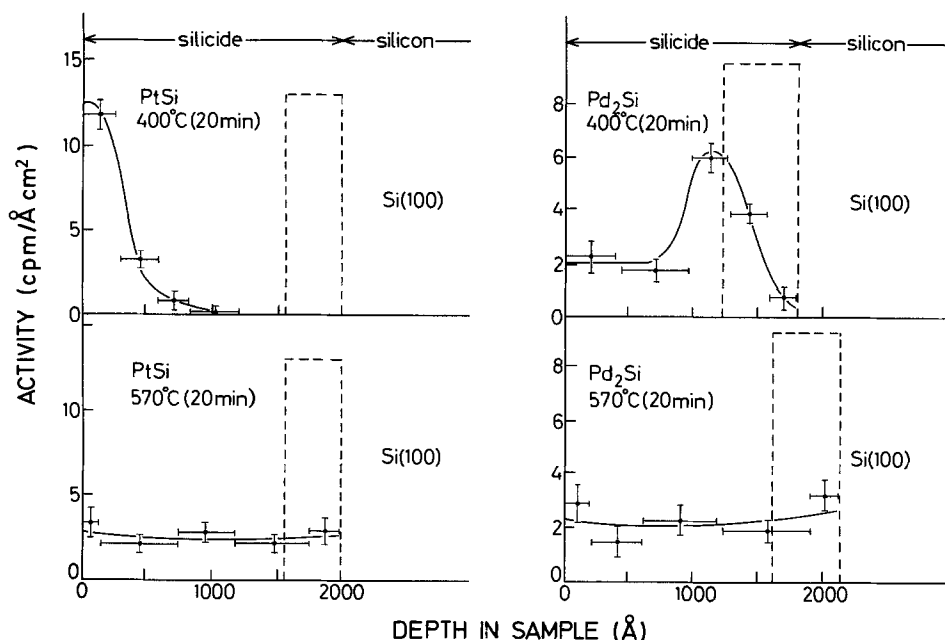 silicide silicon
silicide silicon
15
10
5
0
PtSi
400°C (20min)
Si(100)
8
6
4
2
0
Pd2Si
400°C (20min)
Si(100)
10
5
0
PtSi
570°C (20min)
Si(100)
8
6
4
2
0
Pd2Si
570°C (20min)
Si(100)
0 1000 2000
0 1000 2000
ACTIVITY (cpm/Å cm2)
DEPTH IN SAMPLE (Å)